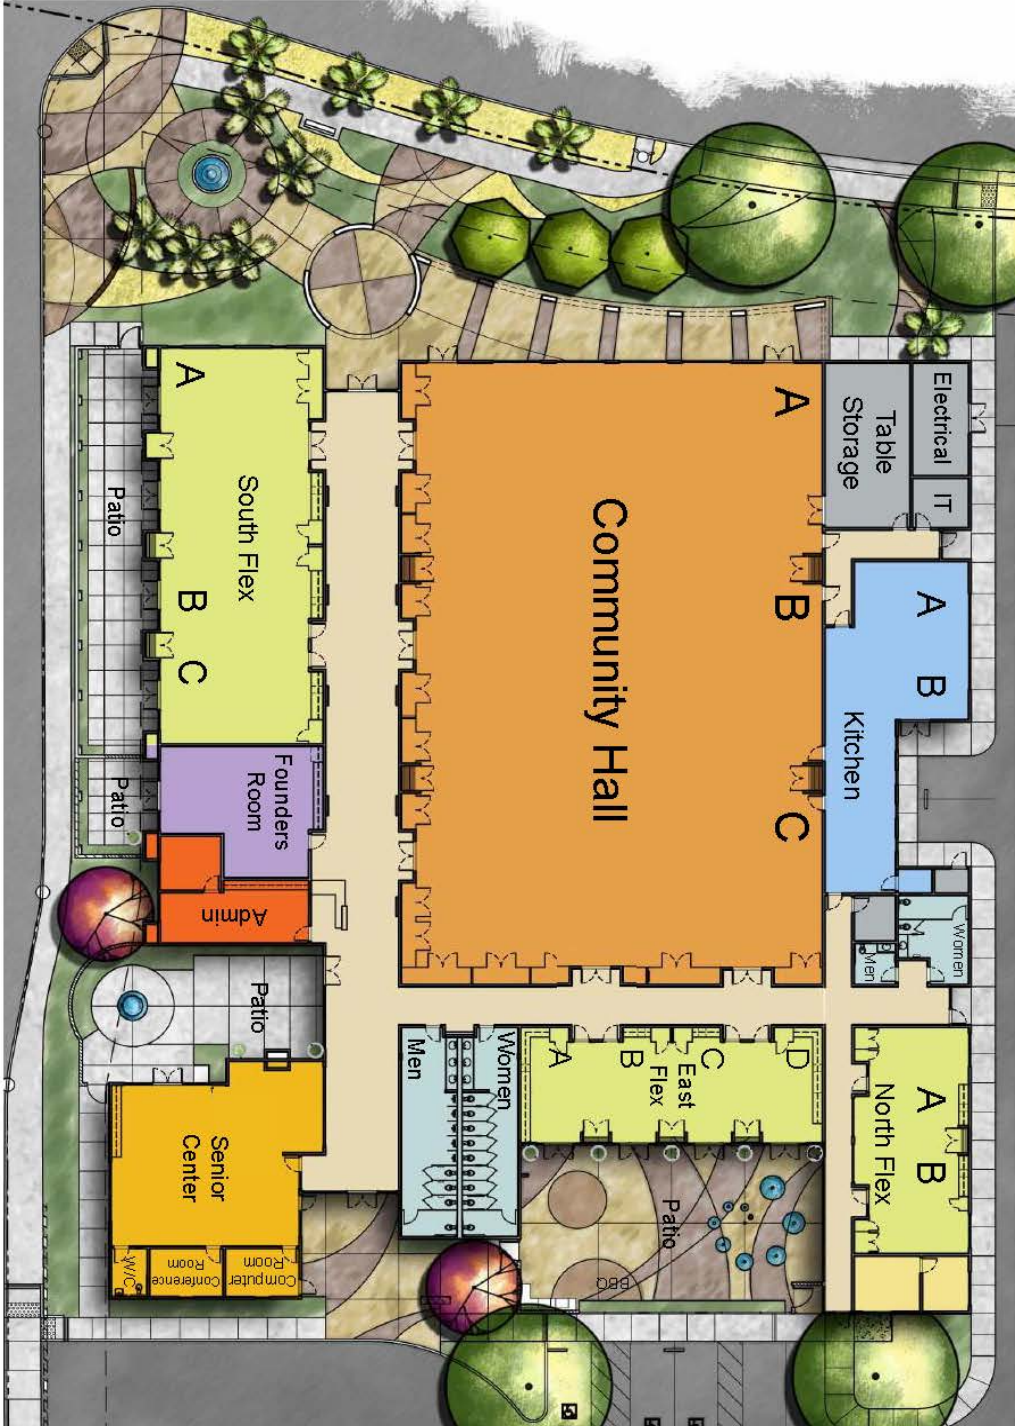 Electrical
Table
Storage
IT
A
A
South Flex
B
C
Patio
Community Hall
B
C
A
B
Kitchen
Founders
Room
Patio
Admin
Patio
Men
Women
Men
Women
A
B
C
D
East
Flex
North Flex
A
B
Senior
Center
Patio
BBQ
W/C
Conference
Room
Computer
Room